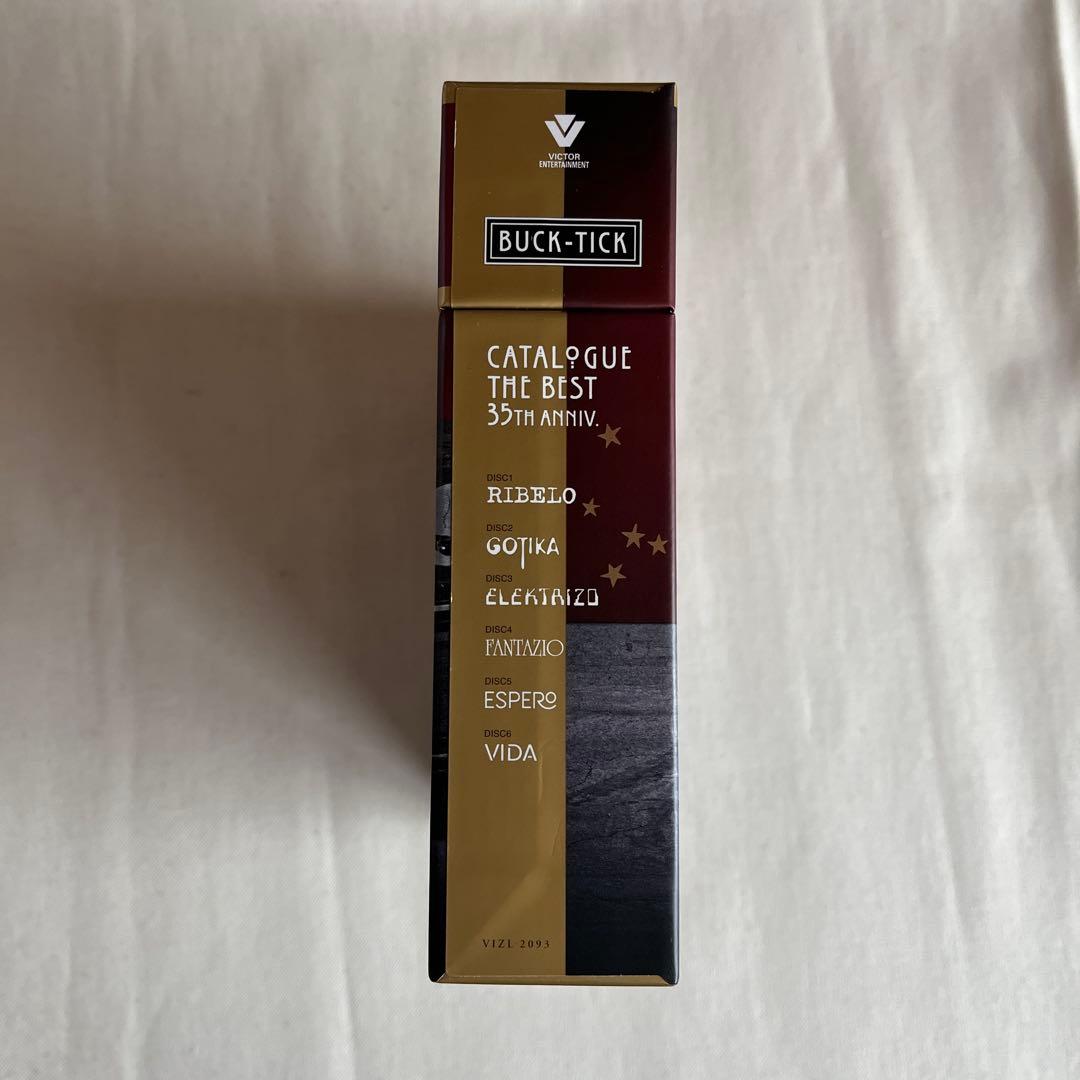 VICTOR
ENTERTAINMENT
BUCK-TICK
CATALOGUE
THE BEST
35TH ANNIV.
DISC1
RIBELO
DISC2
GOTIKA
DISC3
ELEKTRIZO
DISC4
FANTAZIO
DISC5
ESPERO
DISC6
VIDA
VIZL 2093